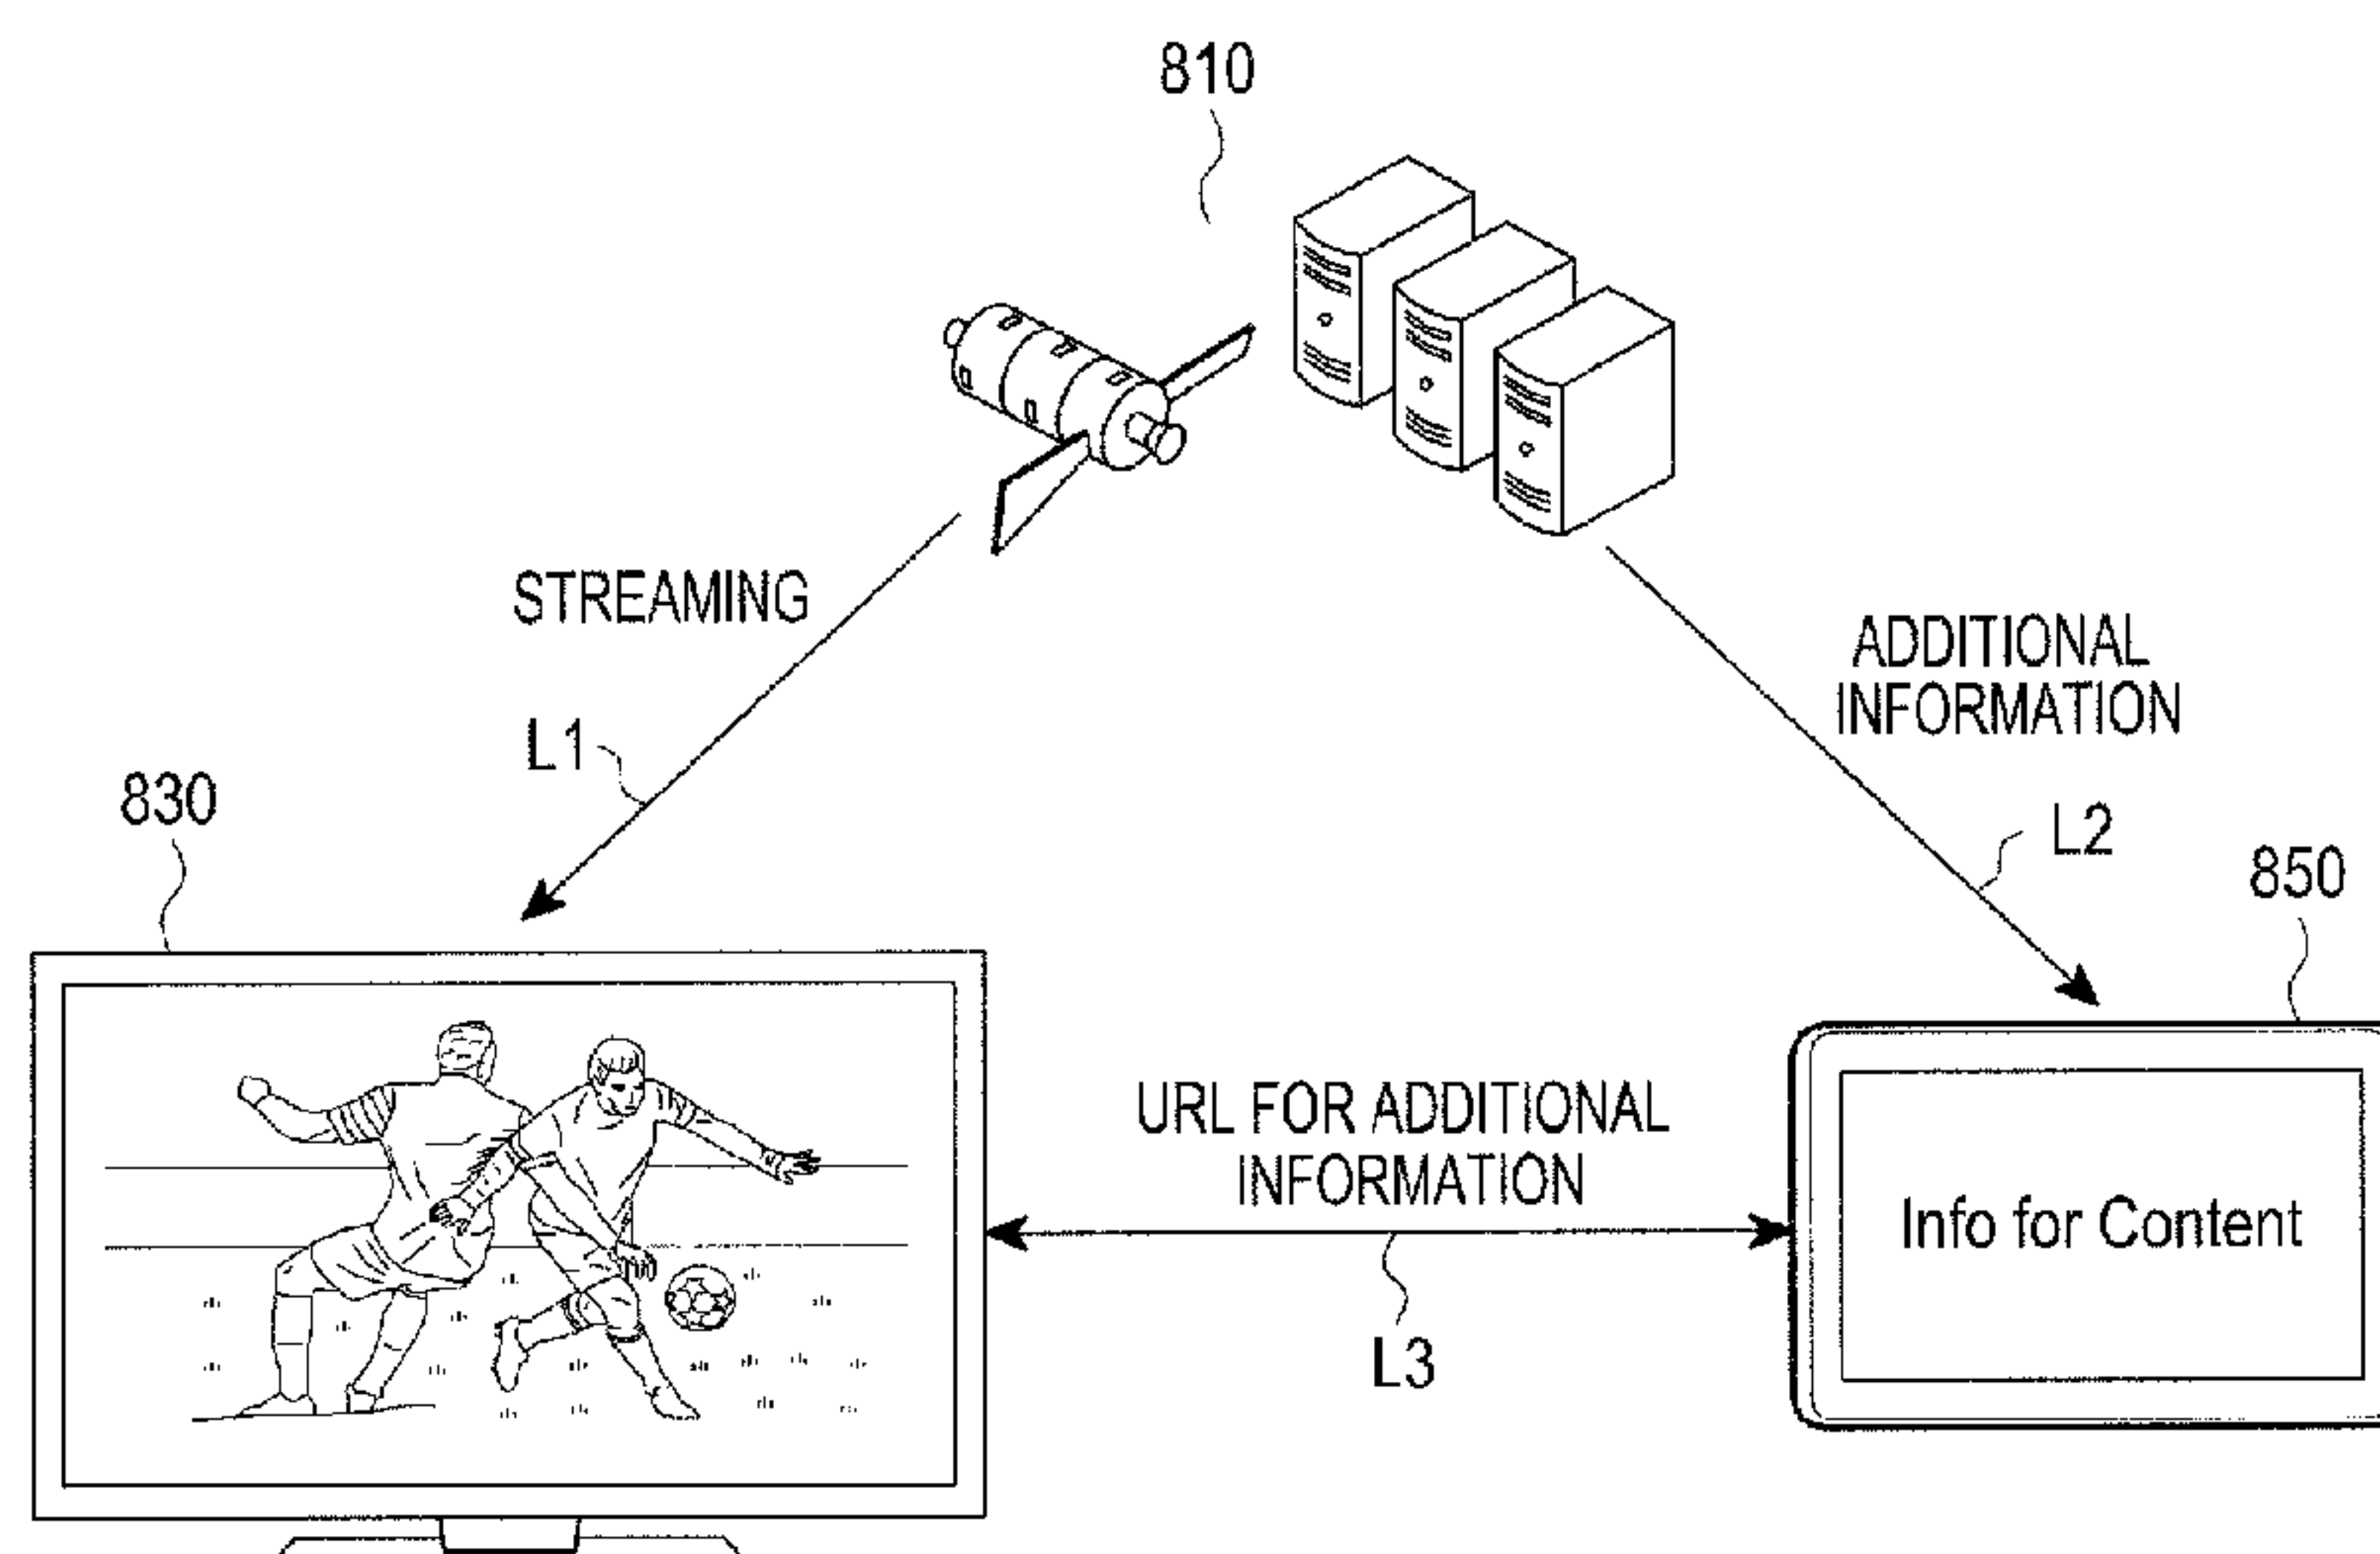 810
STREAMING
L1
ADDITIONAL
INFORMATION
L2
830
850
URL FOR ADDITIONAL
INFORMATION
L3
Info for Content